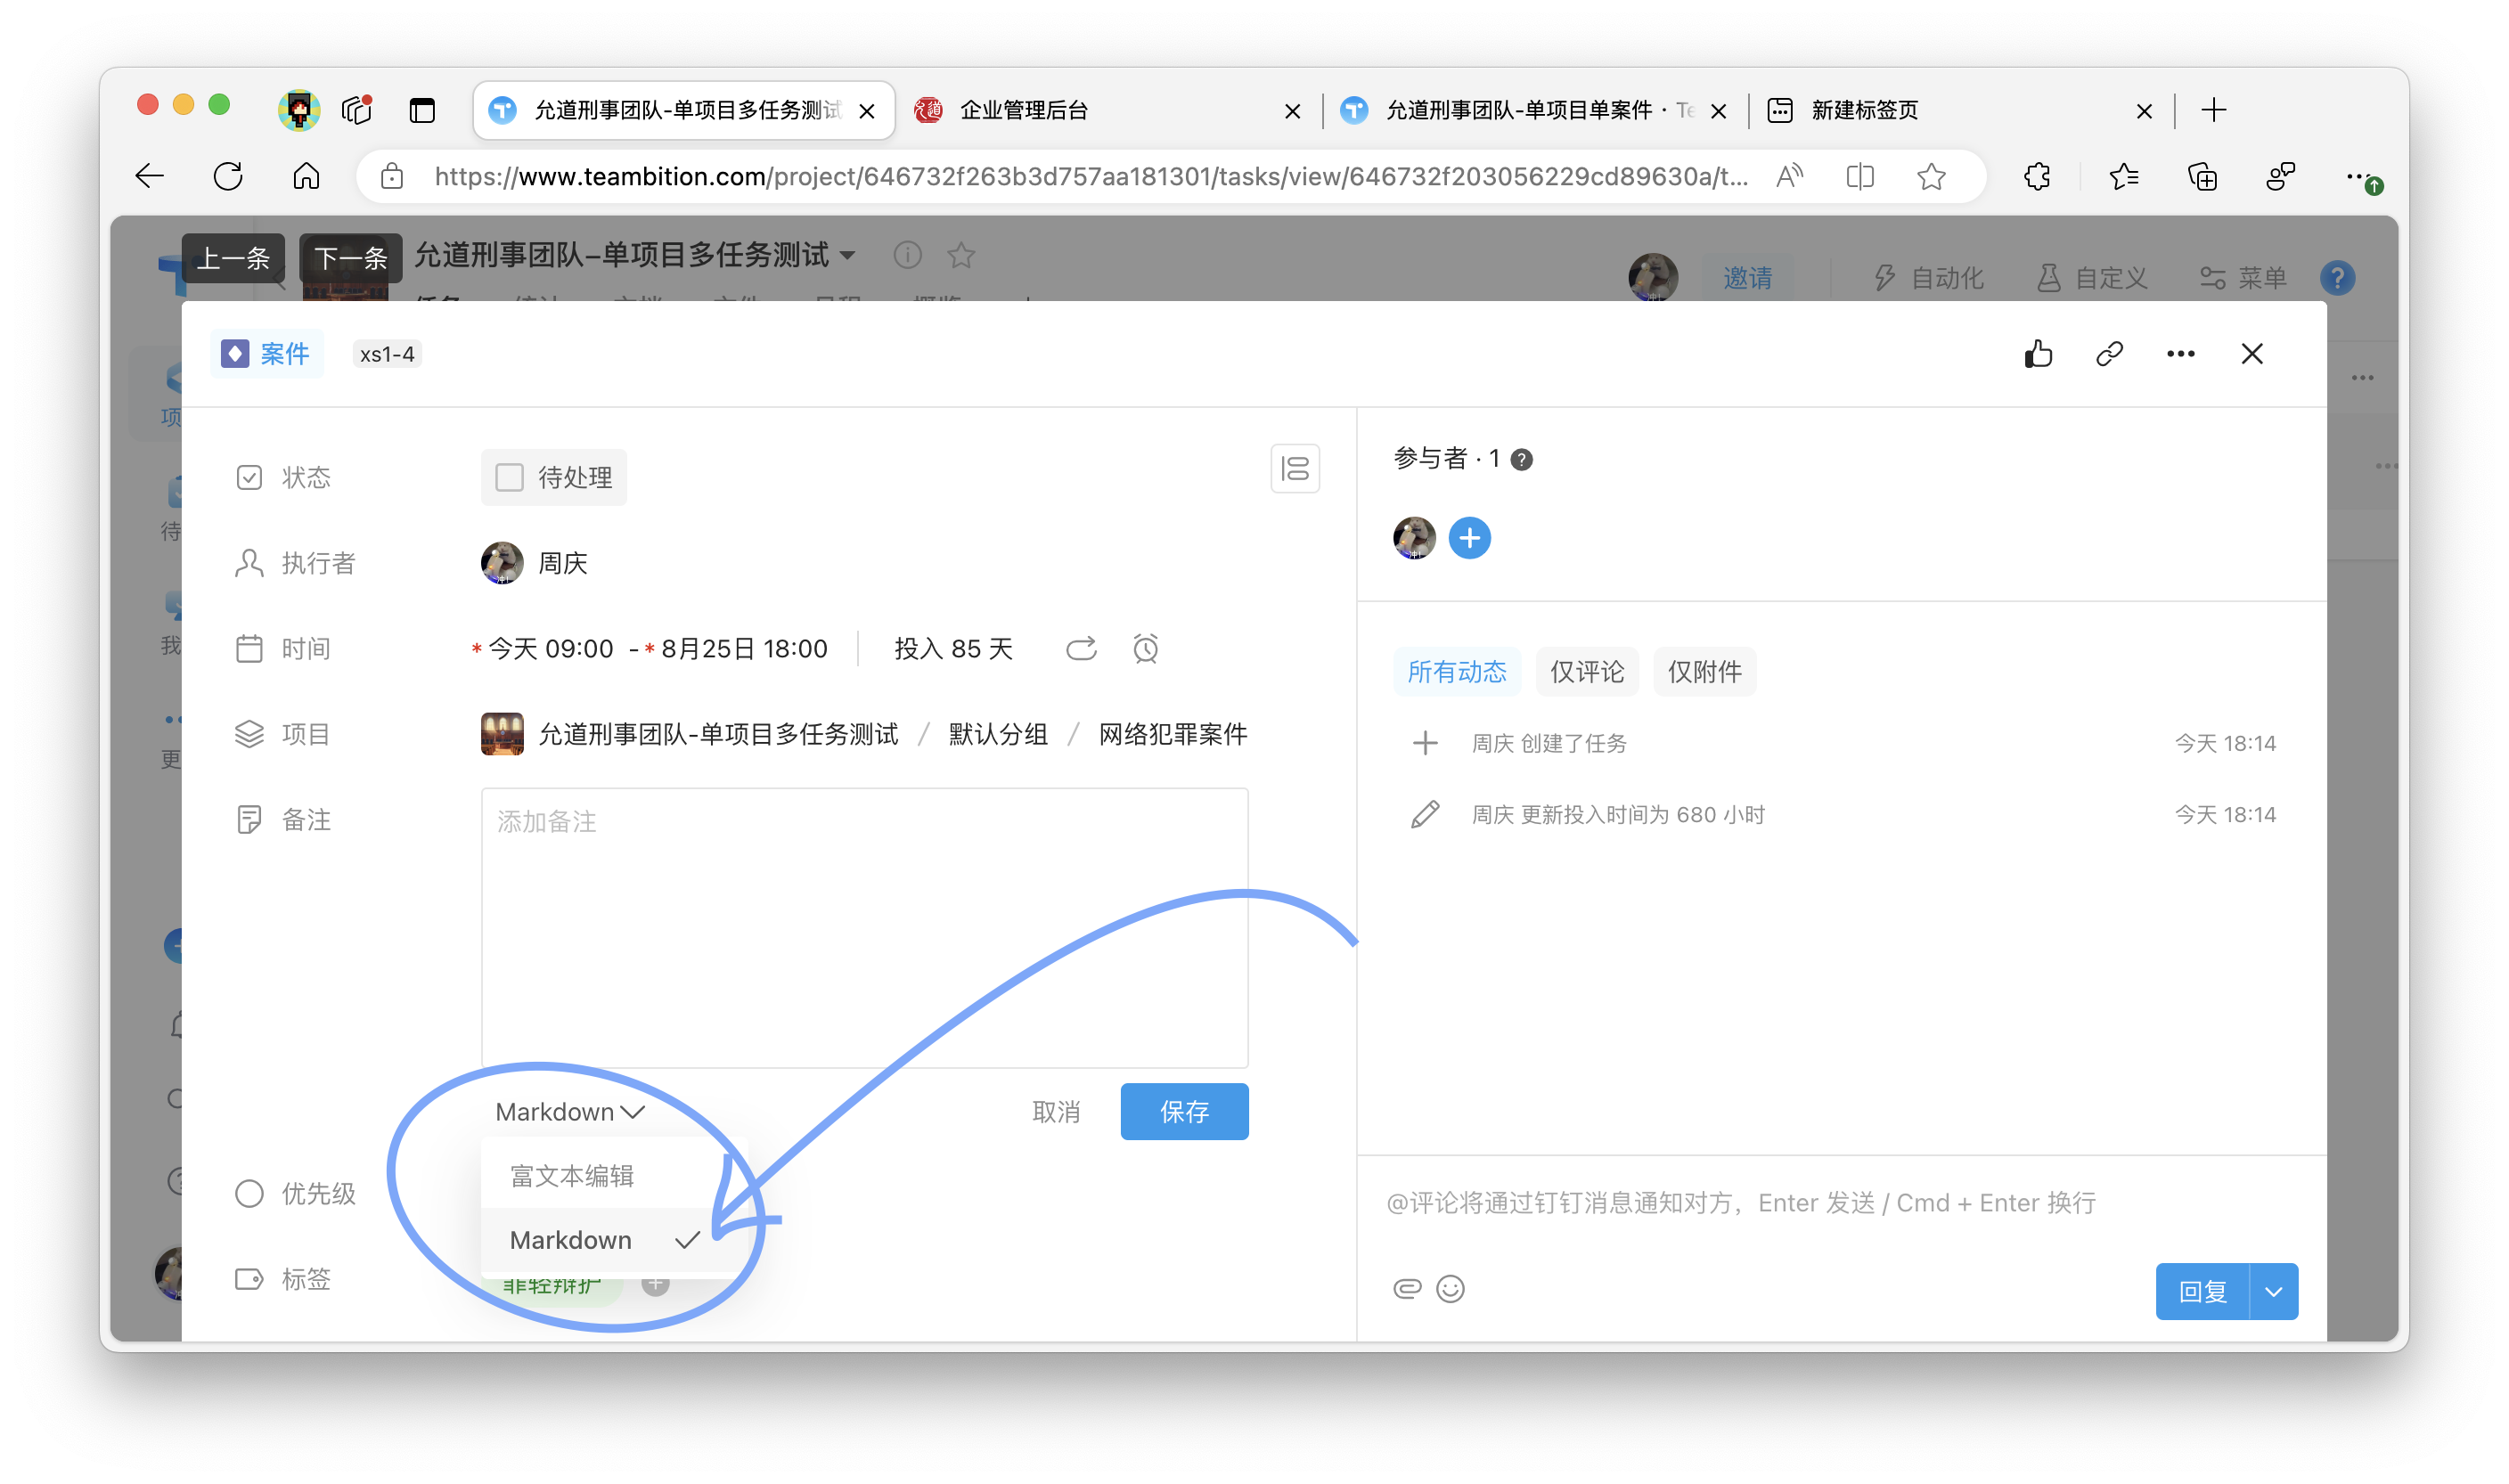 允道刑事团队-单项目多任务测试
企业管理后台
允道刑事团队-单项目单案件 · Te
新建标签页
https://www.teambition.com/project/646732f263b3d757aa181301/tasks/view/646732f203056229cd89630a/t...
上一条 下一条 允道刑事团队-单项目多任务测试
邀请 自动化 自定义 菜单
案件 xs1-4
状态 待处理
执行者 周庆
时间 * 今天 09:00 - * 8月25日 18:00 投入 85 天
项目 允道刑事团队-单项目多任务测试 / 默认分组 / 网络犯罪案件
备注 添加备注
Markdown 取消 保存
富文本编辑
Markdown
优先级
标签 罪轻辩护
参与者 · 1
所有动态 仅评论 仅附件
周庆 创建了任务 今天 18:14
周庆 更新投入时间为 680 小时 今天 18:14
@评论将通过钉钉消息通知对方，Enter 发送 / Cmd + Enter 换行
回复
项
待
我
更